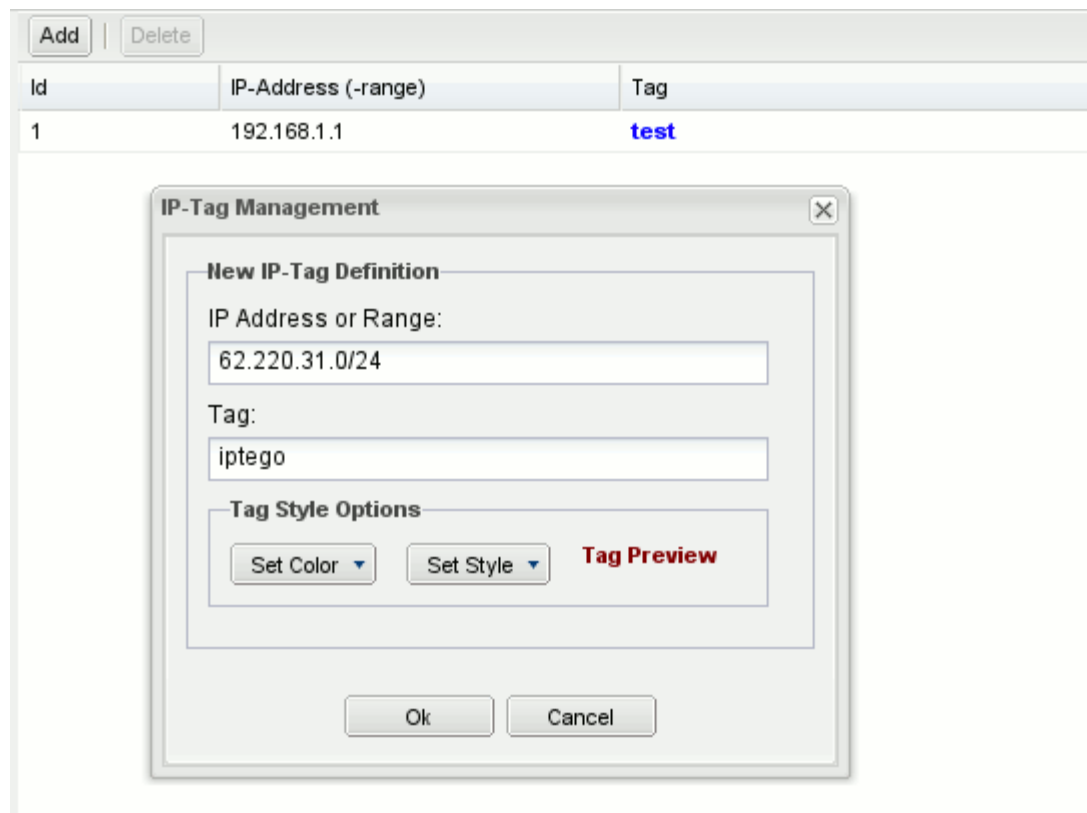 Add | Delete
Id IP-Address (-range) Tag
1 192.168.1.1 test
IP-Tag Management
New IP-Tag Definition
IP Address or Range:
62.220.31.0/24
Tag:
iptego
Tag Style Options
Set Color Set Style Tag Preview
Ok Cancel